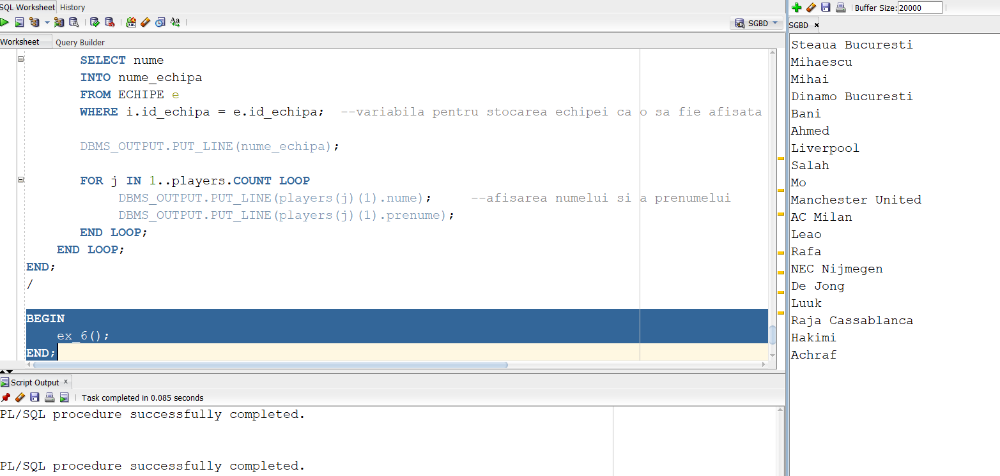 SQL Worksheet History
SGBD
Worksheet Query Builder
SELECT nume
INTO nume_echipa
FROM ECHIPE e
WHERE i.id_echipa = e.id_echipa; --variabila pentru stocarea echipei ca o sa fie afisata
DBMS_OUTPUT.PUT_LINE(nume_echipa);
FOR j IN 1..players.COUNT LOOP
DBMS_OUTPUT.PUT_LINE(players(j)(1).nume); --afisarea numelui si a prenumelui
DBMS_OUTPUT.PUT_LINE(players(j)(1).prenume);
END LOOP;
END LOOP;
END;
/
BEGIN
ex_6();
END;
Script Output x
Task completed in 0.085 seconds
PL/SQL procedure successfully completed.
PL/SQL procedure successfully completed.
Buffer Size: 20000
SGBD x
Steaua Bucuresti
Mihaescu
Mihai
Dinamo Bucuresti
Bani
Ahmed
Liverpool
Salah
Mo
Manchester United
AC Milan
Leao
Rafa
NEC Nijmegen
De Jong
Luuk
Raja Cassablanca
Hakimi
Achraf